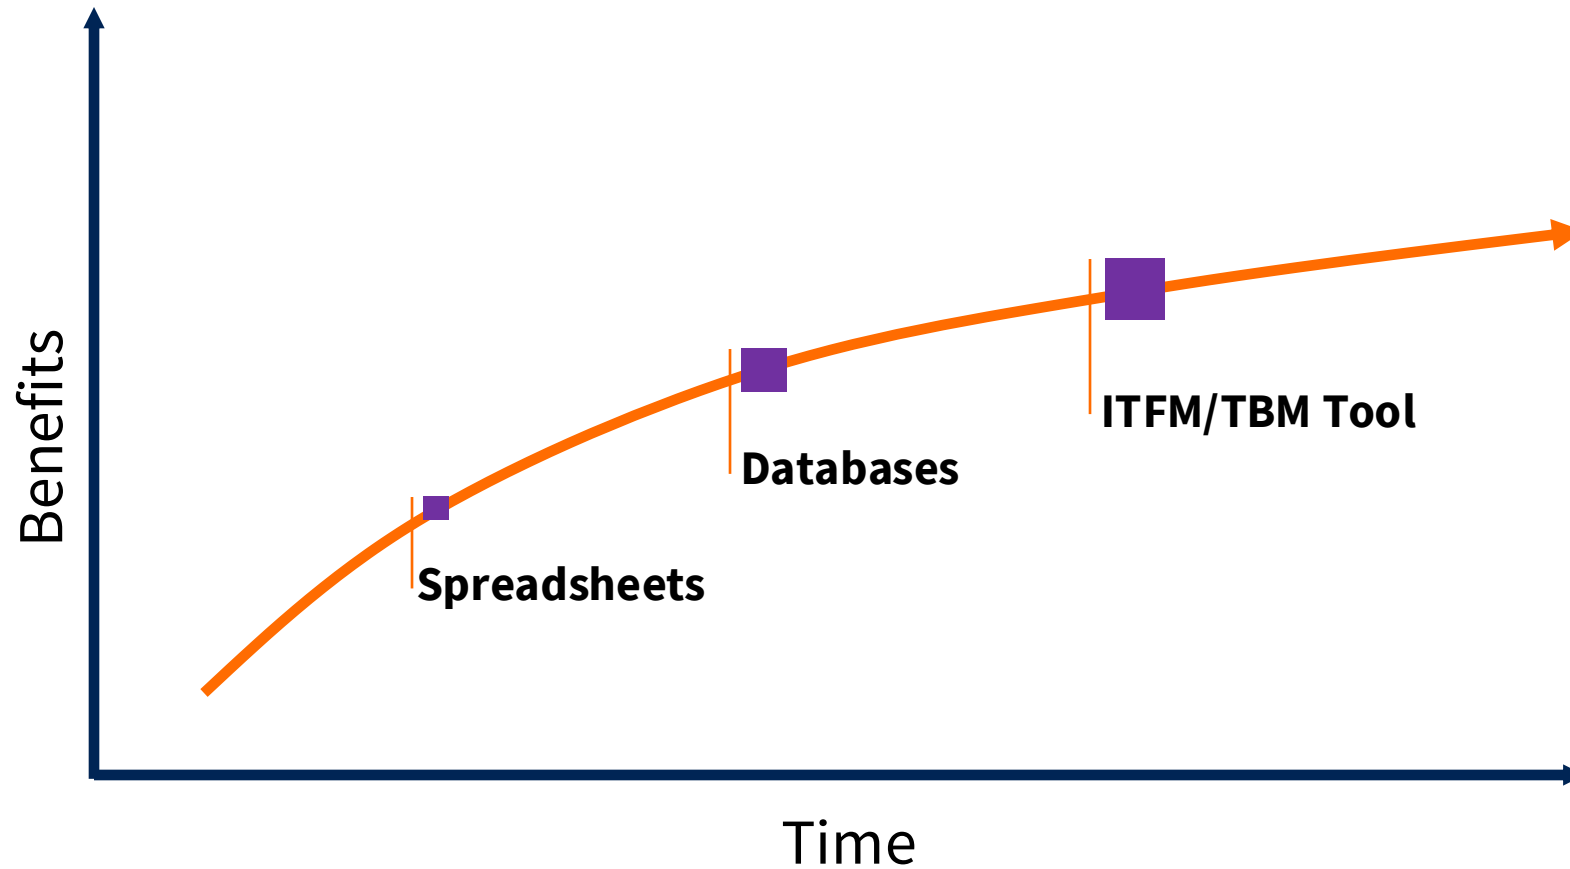 Benefits
ITFM/TBM Tool
Databases
Spreadsheets
Time